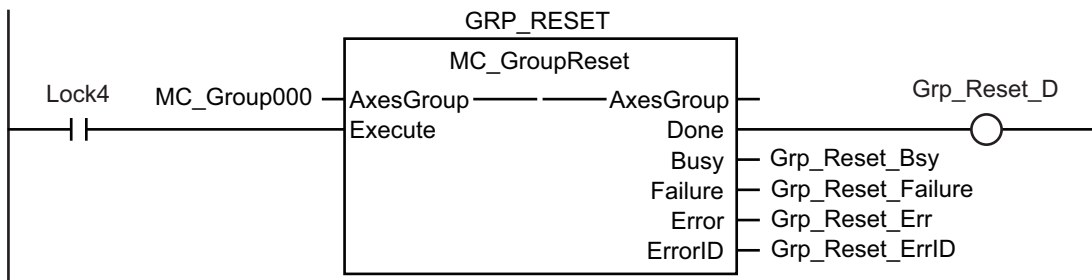 GRP_RESET
MC_GroupReset
Lock4 MC_Group000 AxesGroup AxesGroup Grp_Reset_D
Execute Done
Busy Grp_Reset_Bsy
Failure Grp_Reset_Failure
Error Grp_Reset_Err
ErrorID Grp_Reset_ErrID